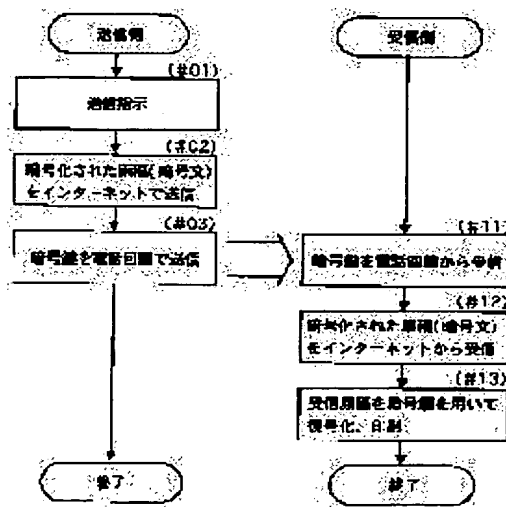 送信側
(#01)
送信指示
(#02)
暗号化された原稿(暗号文)
をインターネットで送信
(#03)
暗号鍵を電話回線で送信
終了
受信側
(#11)
暗号鍵を電話回線から受信
(#12)
暗号化された原稿(暗号文)
をインターネットから受信
(#13)
受信原稿を暗号鍵を用いて
復号化、印刷
終了